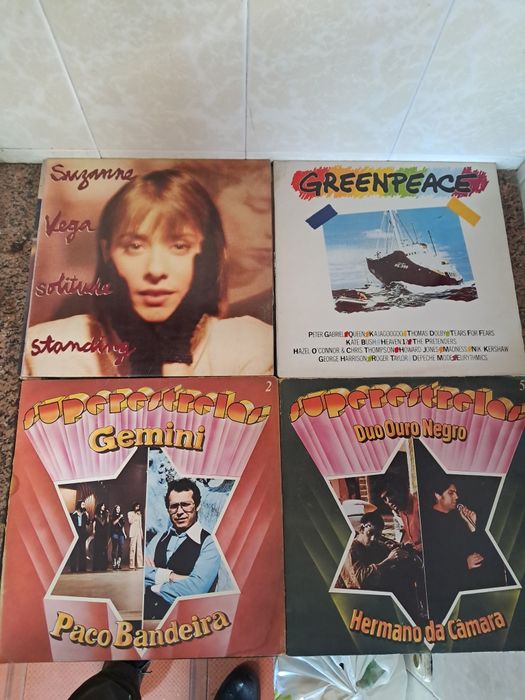 Suzanne
Vega
solitude
standing
GREENPEACE
PETER GABRIEL QUEEN KAJAGOOGOO THOMAS DOLBY TEARS FOR FEARS
KATE BUSH HEAVEN 17 THE PRETENDERS
HAZEL O'CONNOR & CHRIS THOMPSON HOWARD JONES MADNESS NIK KERSHAW
GEORGE HARRISON ROGER TAYLOR DEPECHE MODE EURYTHMICS
superestrelas
2
Gemini
Paco Bandeira
superestrelas
Duo Ouro Negro
Hermano da Câmara